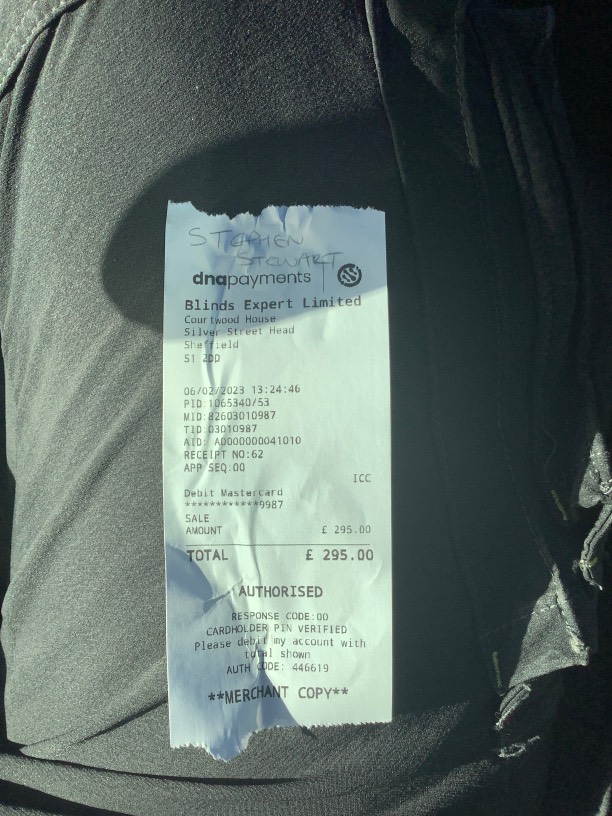 STEPHEN
STEWART
dnapayments
Blinds Expert Limited
Courtwood House
Silver Street Head
Sheffield
S1 2DD
06/02/2023 13:24:46
PID:1065340/53
MID:82603010987
TID:03010987
AID: A0000000041010
RECEIPT NO:62
APP SEQ:00
ICC
Debit Mastercard
************9987
SALE
AMOUNT £ 295.00
TOTAL £ 295.00
AUTHORISED
RESPONSE CODE:00
CARDHOLDER PIN VERIFIED
Please debit my account with
total shown
AUTH CODE: 446619
**MERCHANT COPY**